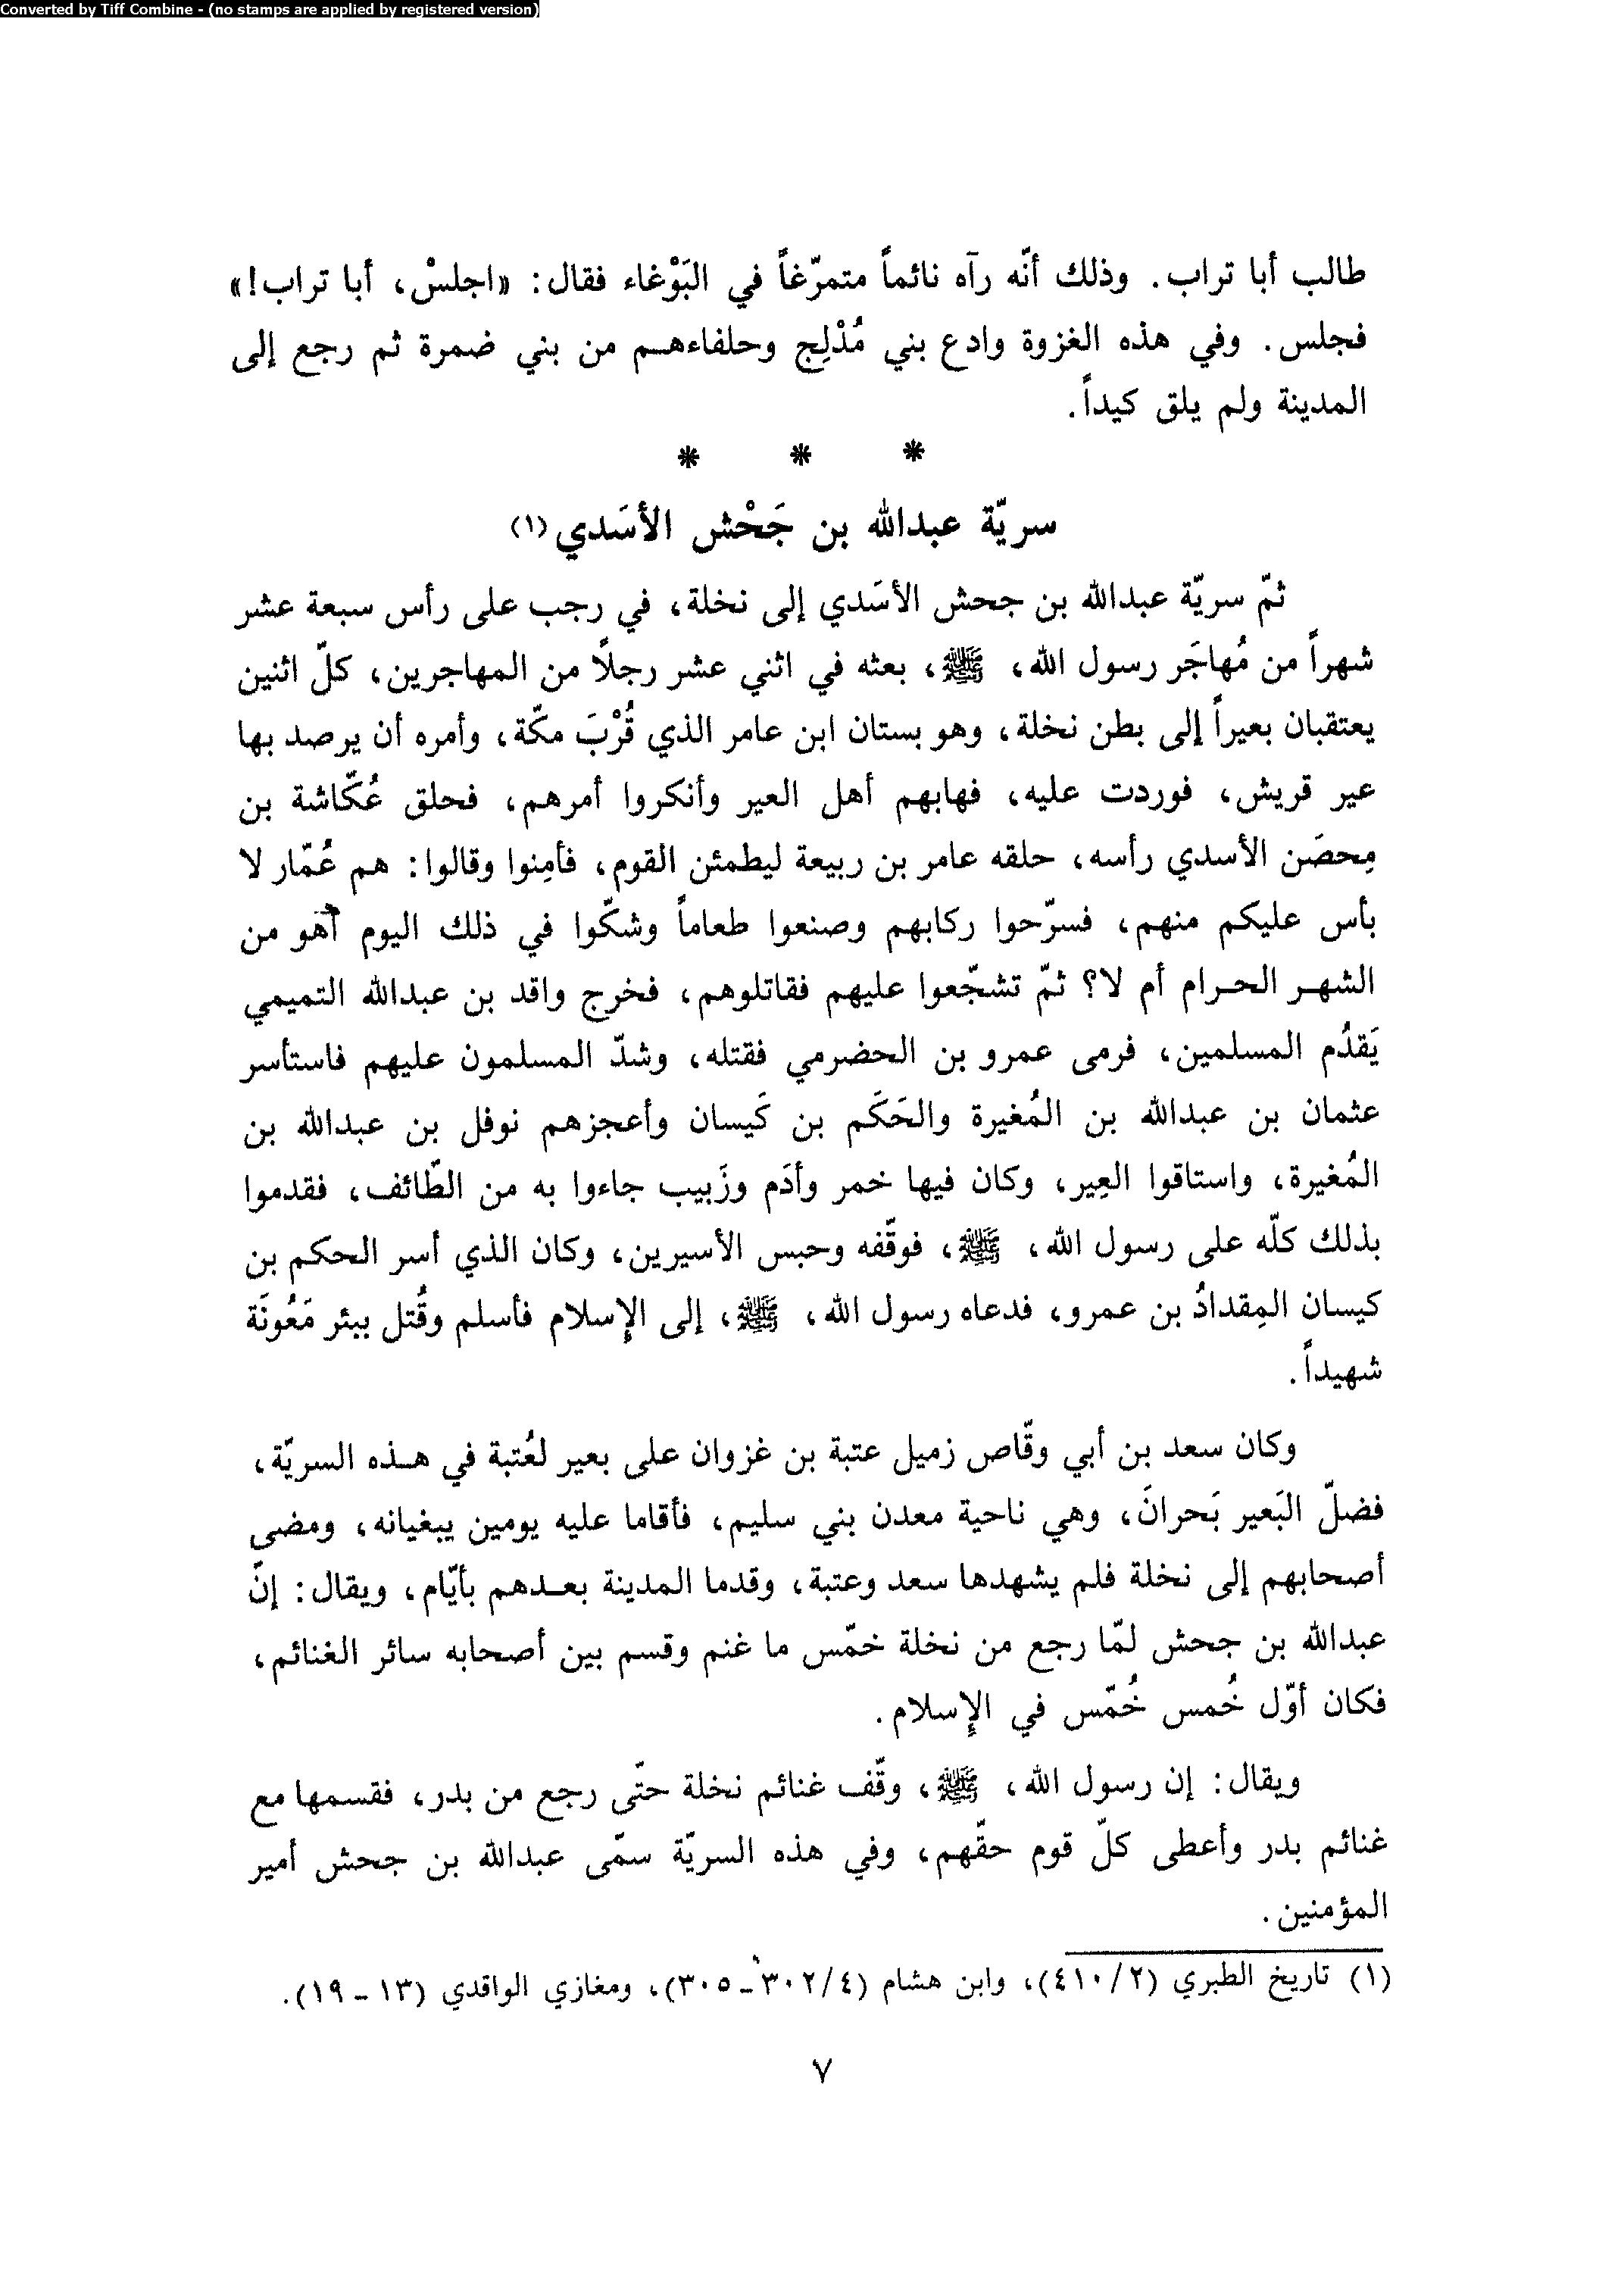 Converted by Tiff Combine - (no stamps are applied by registered version)
طالب أبا تراب. وذلك أنّه رآه نائماً متمرّغاً في البَوْغاء فقال: «اجلسْ، أبا تراب!»
فجلس. وفي هذه الغزوة وادع بني مُدْلِج وحلفاءهم من بني ضمرة ثم رجع إلى
المدينة ولم يلق كيداً.
* * *
سريّة عبدالله بن جَحْش الأسَدي (١)
ثمّ سريّة عبدالله بن جحش الأسَدي إلى نخلة، في رجب على رأس سبعة عشر
شهراً من مُهاجَر رسول الله، ﷺ، بعثه في اثني عشر رجلاً من المهاجرين، كلّ اثنين
يعتقبان بعيراً إلى بطن نخلة، وهو بستان ابن عامر الذي قُرْبَ مكّة، وأمره أن يرصد بها
عير قريش، فوردت عليه، فهابهم أهل العير وأنكروا أمرهم، فحلق عُكّاشة بن
مِحصَن الأسدي رأسه، حلقه عامر بن ربيعة ليطمئن القوم، فأمِنوا وقالوا: هم عُمّار لا
بأس عليكم منهم، فسرّحوا ركابهم وصنعوا طعاماً وشكّوا في ذلك اليوم أهو من
الشهر الحرام أم لا؟ ثمّ تشجّعوا عليهم فقاتلوهم، فخرج واقد بن عبدالله التميمي
يَقدُم المسلمين، فرمى عمرو بن الحضرمي فقتله، وشدّ المسلمون عليهم فاستأسر
عثمان بن عبدالله بن المُغيرة والحَكَم بن كَيسان وأعجزهم نوفل بن عبدالله بن
المُغيرة، واستاقوا العِير، وكان فيها خمر وأدَم وزَبيب جاءوا به من الطّائف، فقدموا
بذلك كلّه على رسول الله، ﷺ، فوقّفه وحبس الأسيرين، وكان الذي أسر الحكم بن
كيسان المِقدادُ بن عمرو، فدعاه رسول الله، ﷺ، إلى الإسلام فأسلم وقُتل ببئر مَعُونَة
شهيداً.
وكان سعد بن أبي وقّاص زميل عتبة بن غزوان على بعير لعُتبة في هذه السريّة،
فضلّ البَعير بَحرانَ، وهي ناحية معدن بني سليم، فأقاما عليه يومين يبغيانه، ومضى
أصحابهم إلى نخلة فلم يشهدها سعد وعتبة، وقدما المدينة بعدهم بأيّام، ويقال: إنّ
عبدالله بن جحش لمّا رجع من نخلة خمّس ما غنم وقسم بين أصحابه سائر الغنائم،
فكان أوّل خُمس خُمّس في الإسلام.
ويقال: إن رسول الله، ﷺ، وقّف غنائم نخلة حتّى رجع من بدر، فقسمها مع
غنائم بدر وأعطى كلّ قوم حقّهم، وفي هذه السريّة سمّى عبدالله بن جحش أمير
المؤمنين.
(١) تاريخ الطبري (٤١٠/٢)، وابن هشام (٣٠٢/٤ـ٣٠٥)، ومغازي الواقدي (١٣ ـ ١٩).
٧